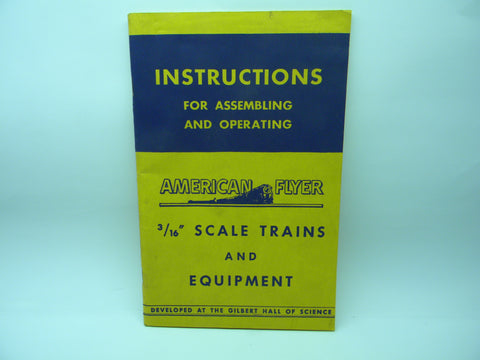 INSTRUCTIONS
FOR ASSEMBLING
AND OPERATING
AMERICAN FLYER
3/16" SCALE TRAINS
AND
EQUIPMENT
DEVELOPED AT THE GILBERT HALL OF SCIENCE